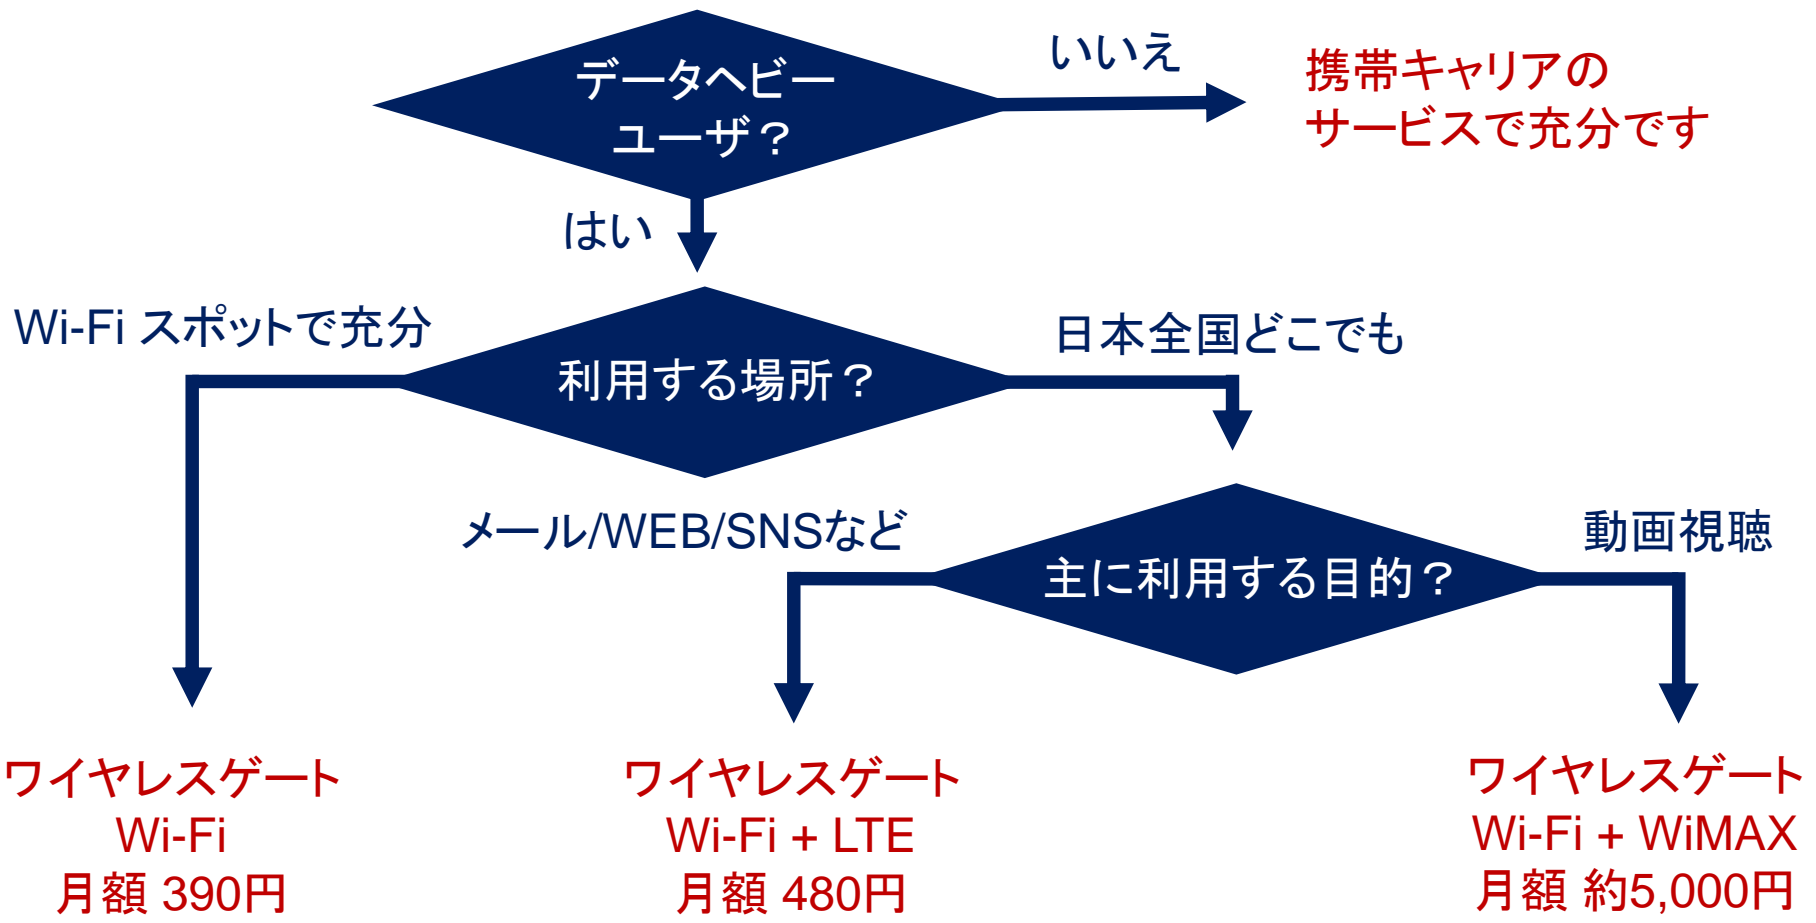 データヘビー
ユーザ？
いいえ
携帯キャリアの
サービスで充分です
はい
Wi-Fi スポットで充分
利用する場所？
日本全国どこでも
メール/WEB/SNSなど
主に利用する目的？
動画視聴
ワイヤレスゲート
Wi-Fi
月額 390円
ワイヤレスゲート
Wi-Fi + LTE
月額 480円
ワイヤレスゲート
Wi-Fi + WiMAX
月額 約5,000円